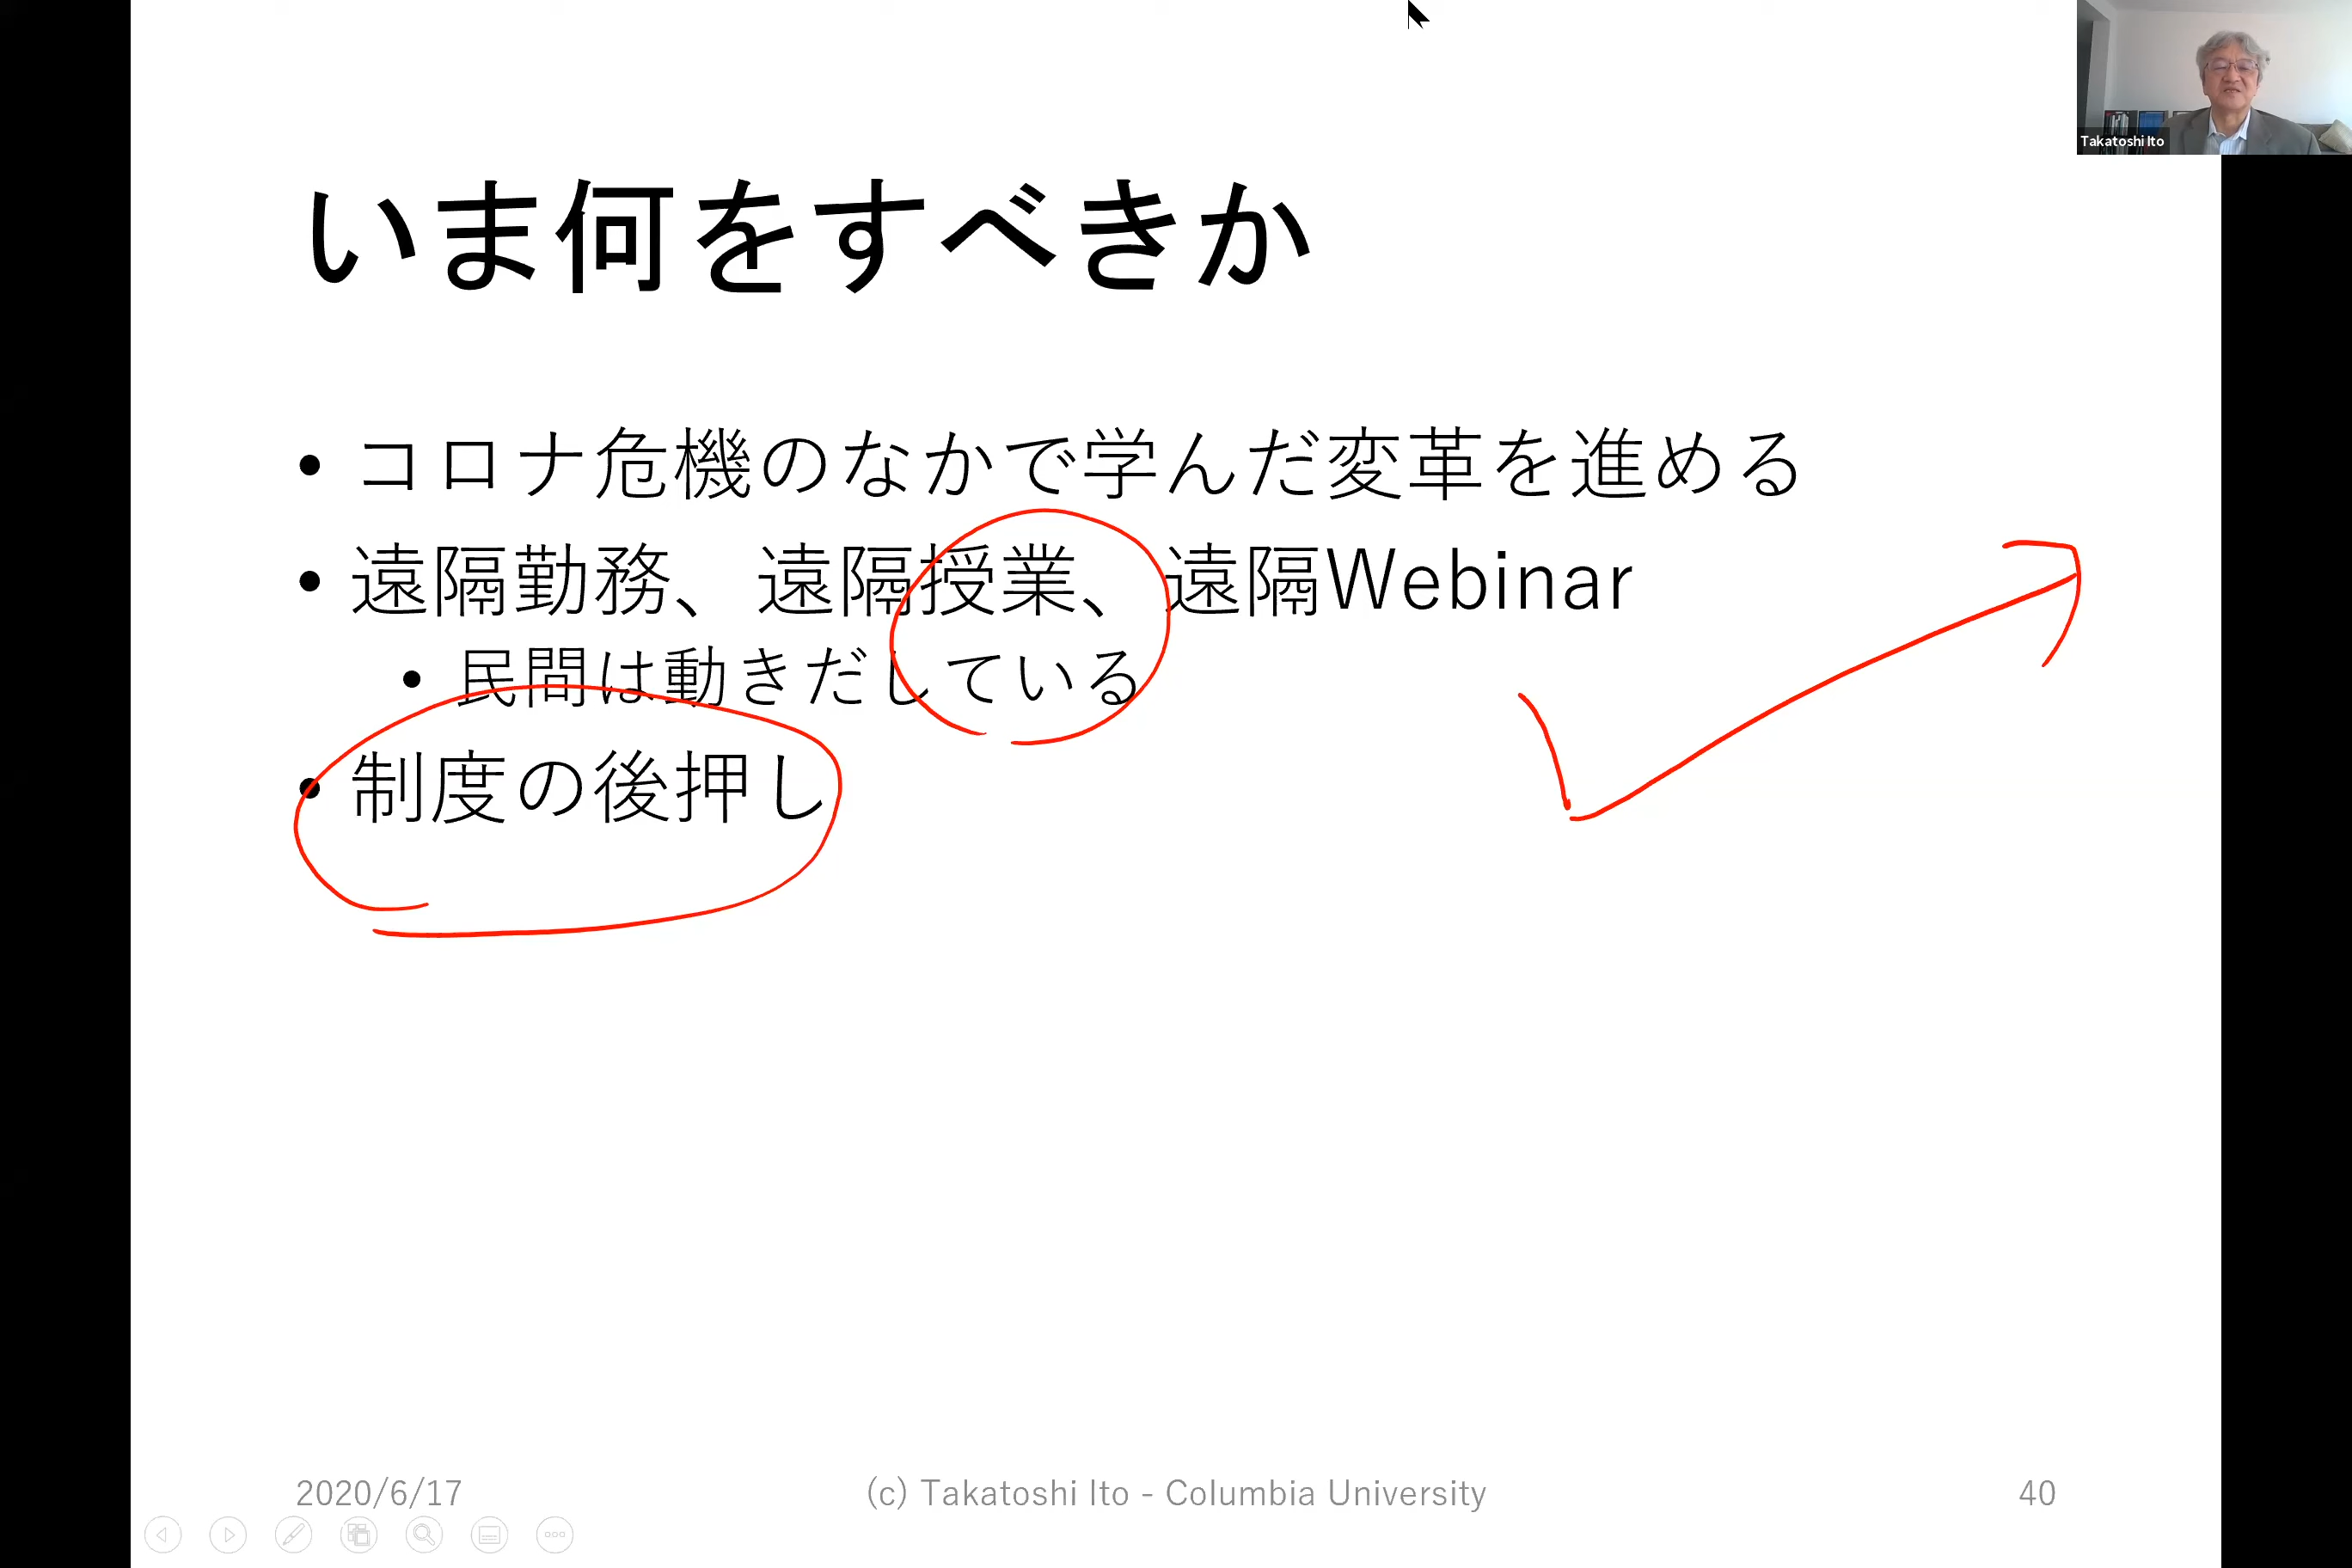 Takatoshi Ito
いま何をすべきか
• コロナ危機のなかで学んだ変革を進める
• 遠隔勤務、遠隔授業、遠隔Webinar
• 民間は動きだしている
• 制度の後押し
2020/6/17
(c) Takatoshi Ito - Columbia University
40